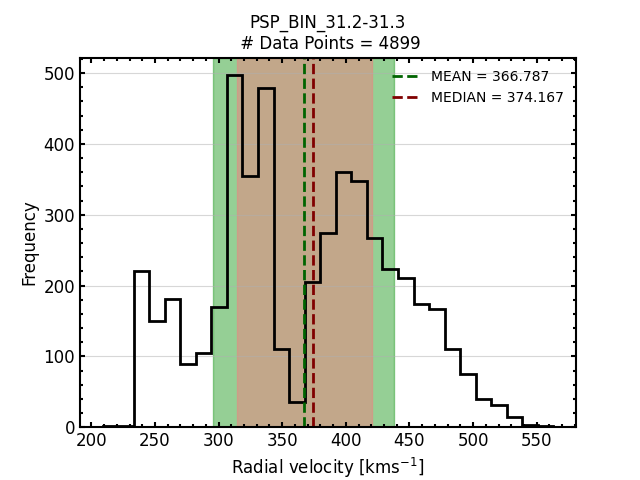 PSP_BIN_31.2-31.3
# Data Points = 4899
MEAN = 366.787
MEDIAN = 374.167
500
400
300
200
100
0
Frequency
200 250 300 350 400 450 500 550
Radial velocity [kms⁻¹]